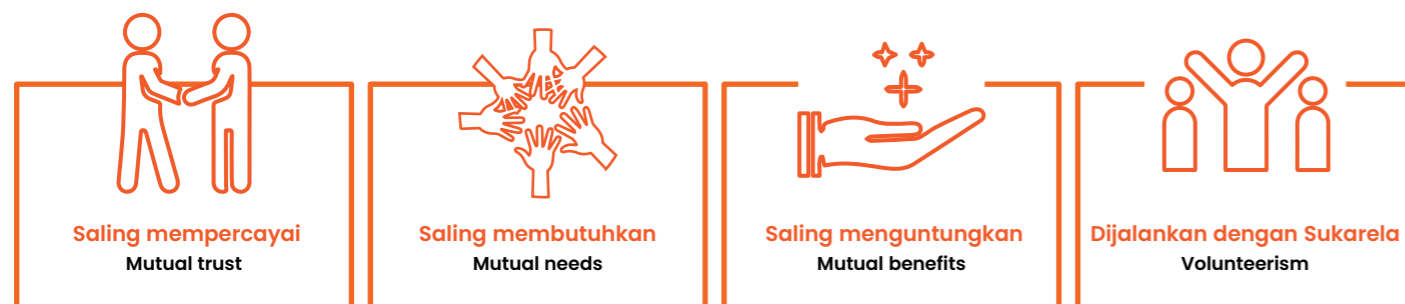 Saling mempercayai
Mutual trust
Saling membutuhkan
Mutual needs
Saling menguntungkan
Mutual benefits
Dijalankan dengan Sukarela
Volunteerism